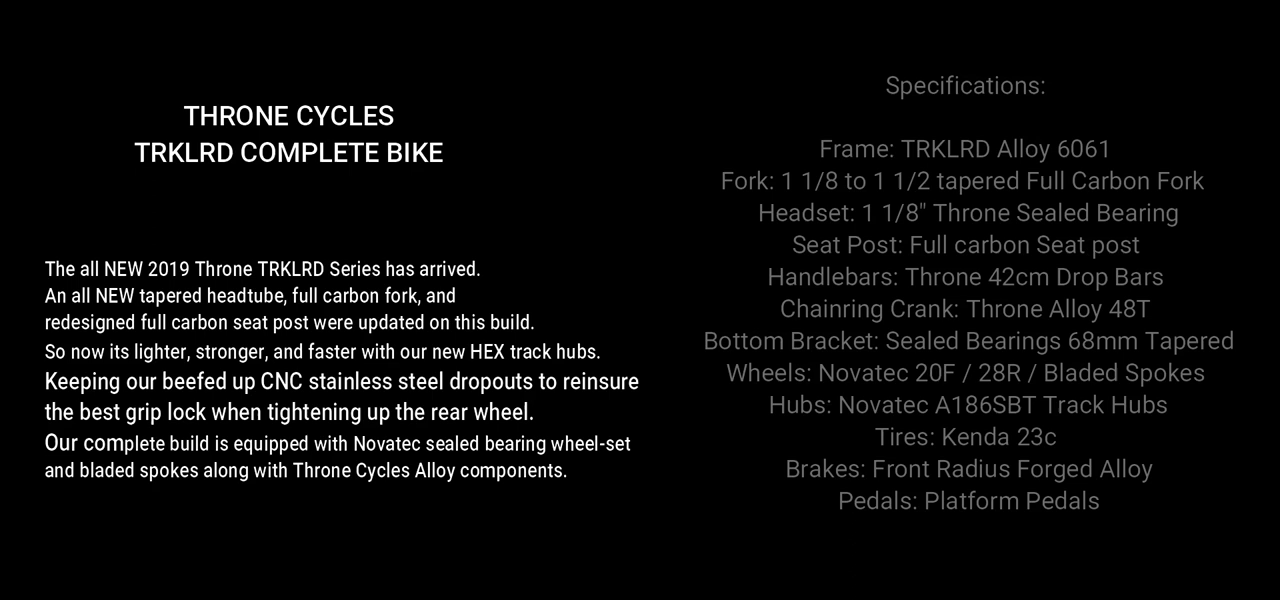 THRONE CYCLES
TRKLRD COMPLETE BIKE
The all NEW 2019 Throne TRKLRD Series has arrived.
An all NEW tapered headtube, full carbon fork, and
redesigned full carbon seat post were updated on this build.
So now its lighter, stronger, and faster with our new HEX track hubs.
Keeping our beefed up CNC stainless steel dropouts to reinsure
the best grip lock when tightening up the rear wheel.
Our complete build is equipped with Novatec sealed bearing wheel-set
and bladed spokes along with Throne Cycles Alloy components.
Specifications:
Frame: TRKLRD Alloy 6061
Fork: 1 1/8 to 1 1/2 tapered Full Carbon Fork
Headset: 1 1/8" Throne Sealed Bearing
Seat Post: Full carbon Seat post
Handlebars: Throne 42cm Drop Bars
Chainring Crank: Throne Alloy 48T
Bottom Bracket: Sealed Bearings 68mm Tapered
Wheels: Novatec 20F / 28R / Bladed Spokes
Hubs: Novatec A186SBT Track Hubs
Tires: Kenda 23c
Brakes: Front Radius Forged Alloy
Pedals: Platform Pedals